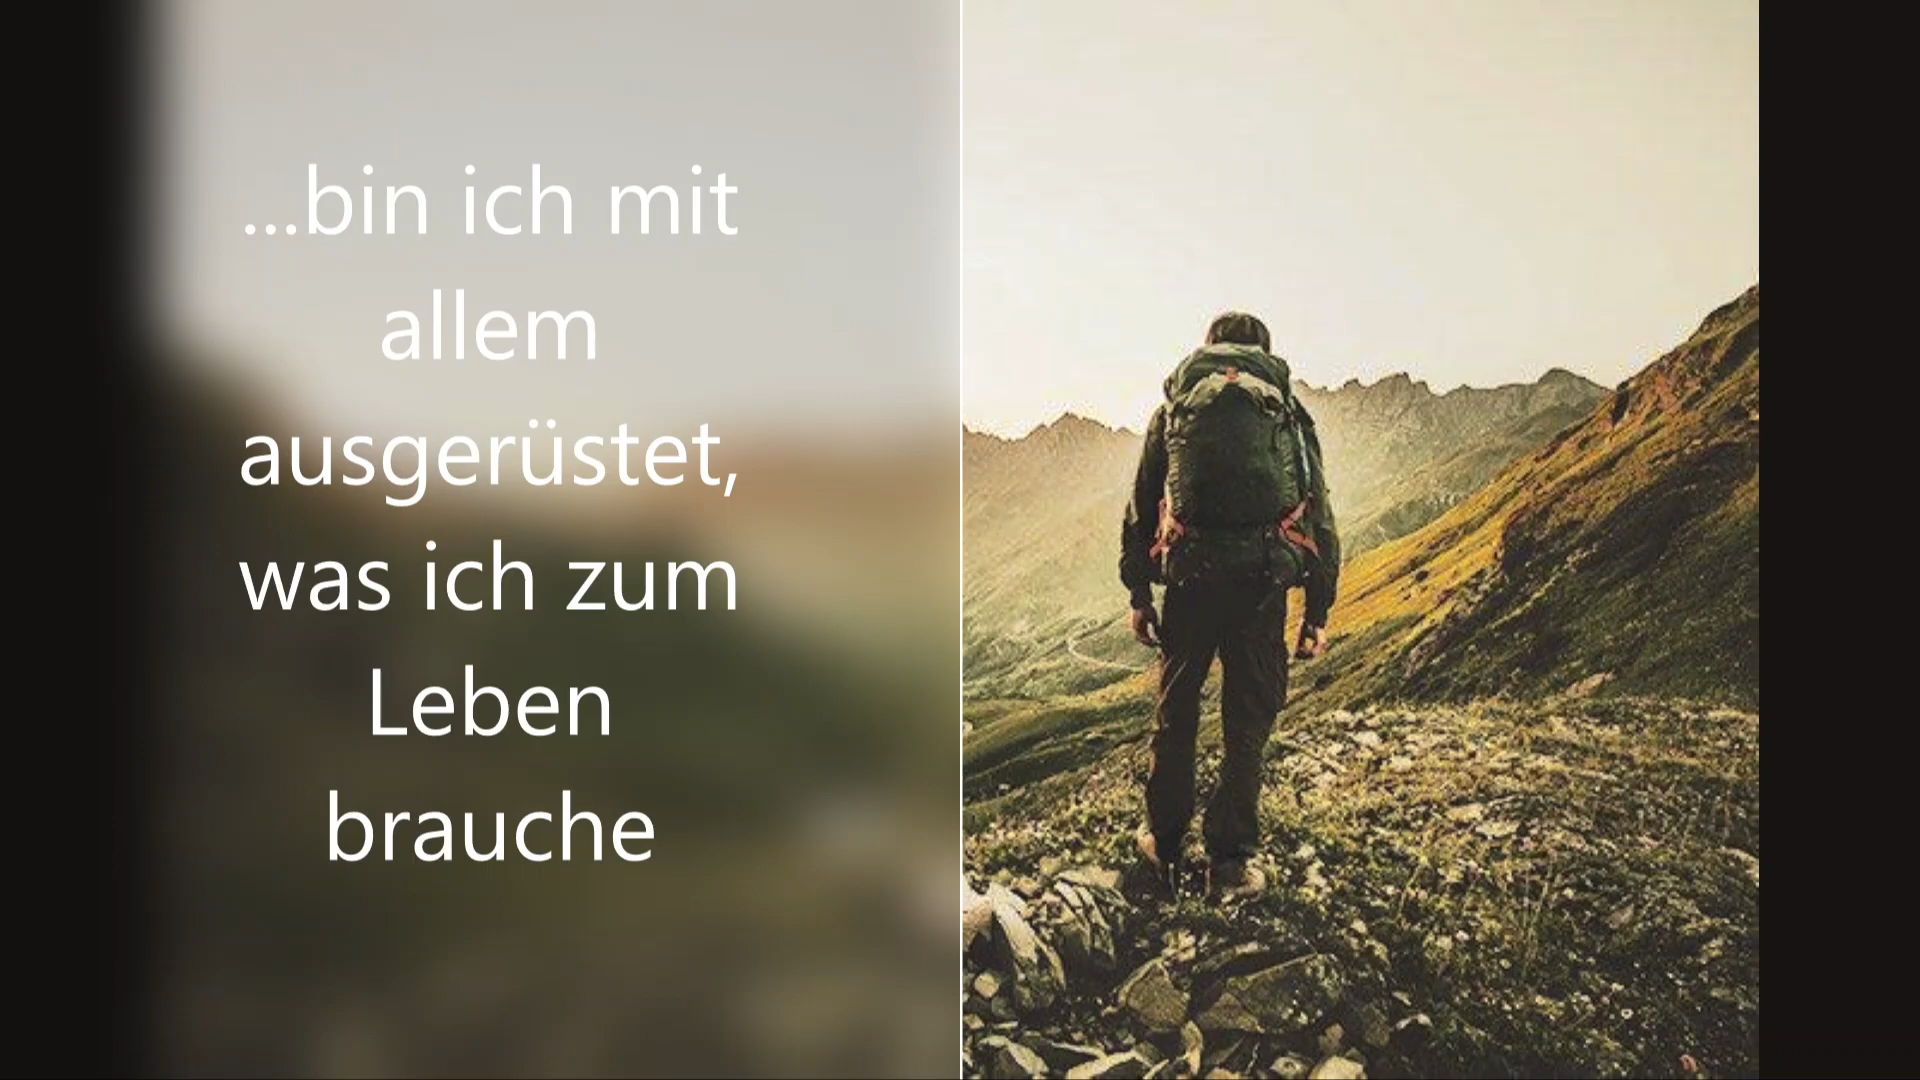 ...bin ich mit
allem
ausgerüstet,
was ich zum
Leben
brauche